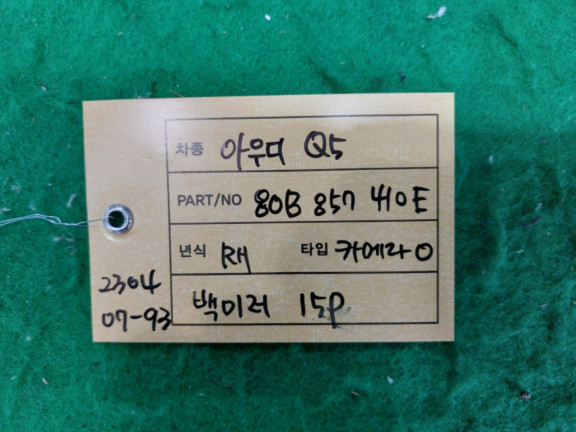 차종 아우디 Q5
PART/NO 80B 857 410E
년식 RH 타입 카메라 O
백미러 15P
2304
07-93